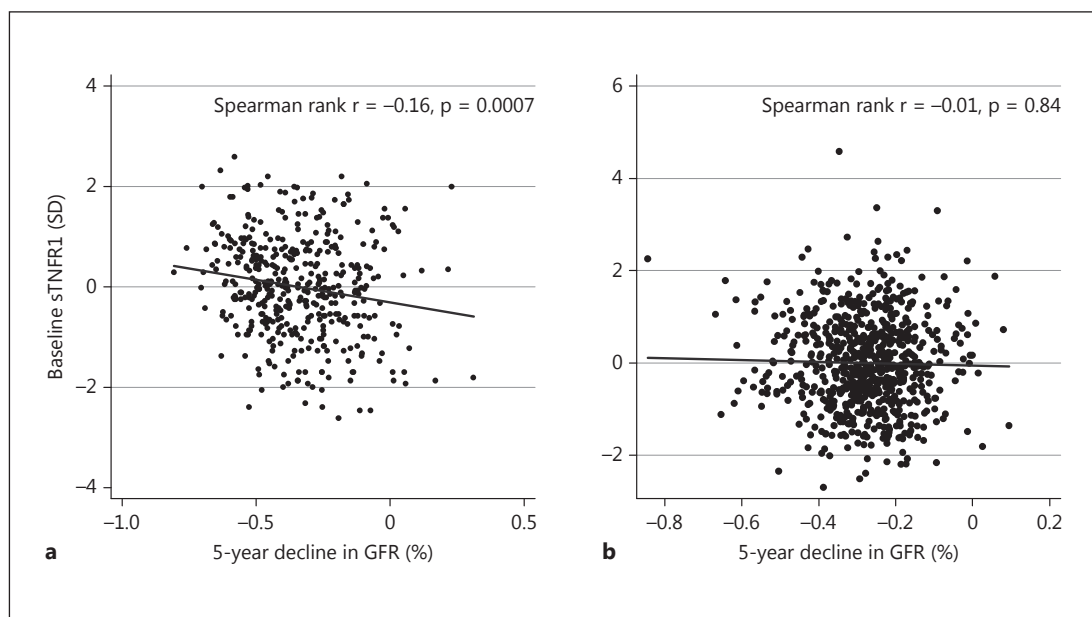 4
2
0
–2
–4
Baseline sTNFR1 (SD)
Spearman rank r = –0.16, p = 0.0007
–1.0
–0.5
0
0.5
5-year decline in GFR (%)
a
6
4
2
0
–2
Spearman rank r = –0.01, p = 0.84
–0.8
–0.6
–0.4
–0.2
0
0.2
5-year decline in GFR (%)
b